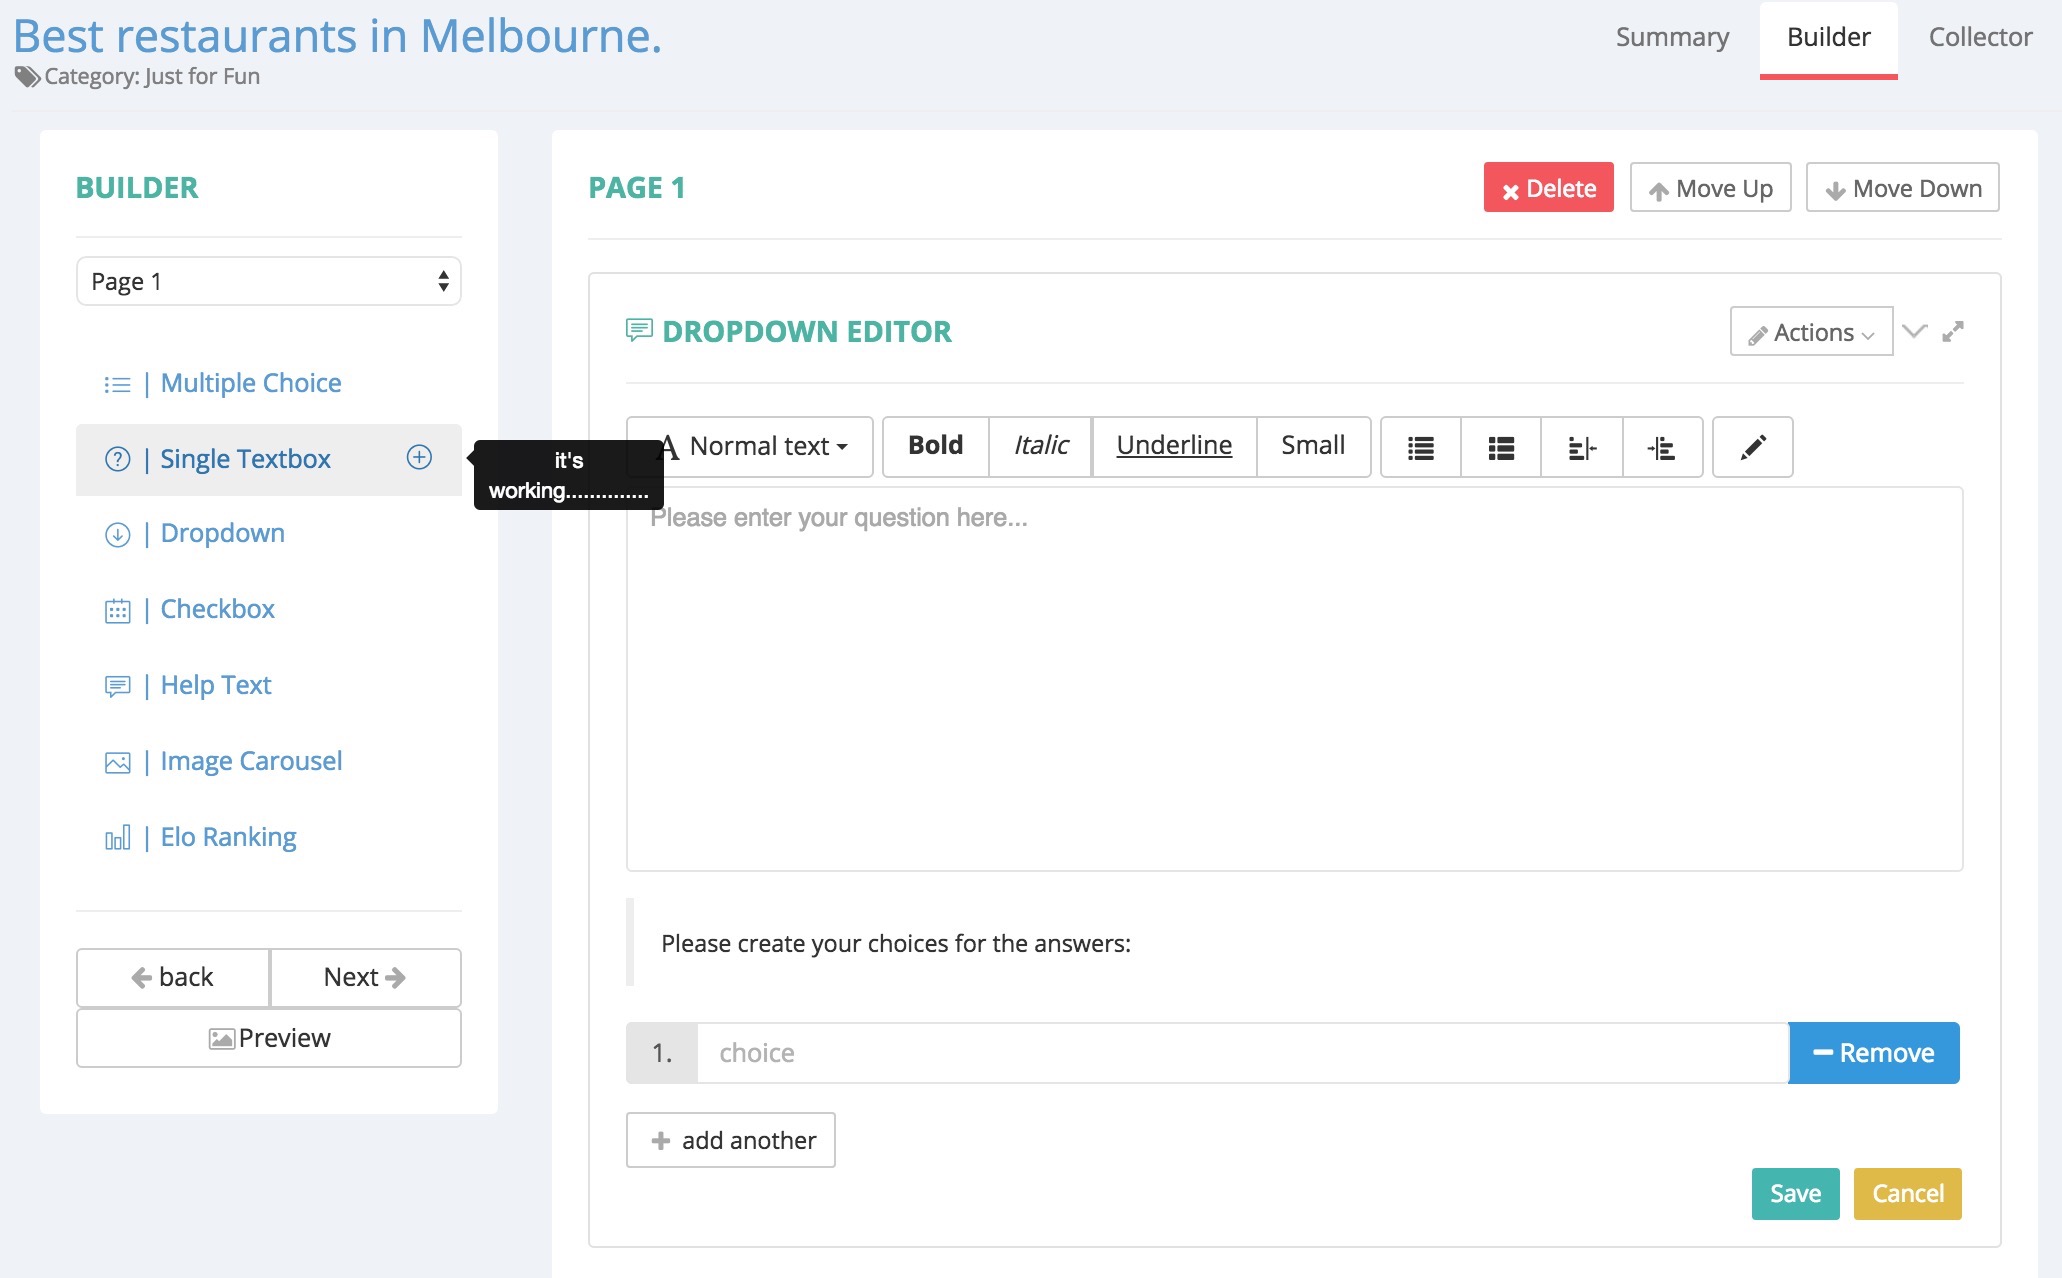 Best restaurants in Melbourne.
Category: Just for Fun
Summary
Builder
Collector
BUILDER
Page 1
| Multiple Choice
| Single Textbox
it's
working..............
| Dropdown
| Checkbox
| Help Text
| Image Carousel
| Elo Ranking
back
Next
Preview
PAGE 1
Delete
Move Up
Move Down
DROPDOWN EDITOR
Actions
A Normal text
Bold
Italic
Underline
Small
Please enter your question here...
Please create your choices for the answers:
1.
choice
Remove
add another
Save
Cancel